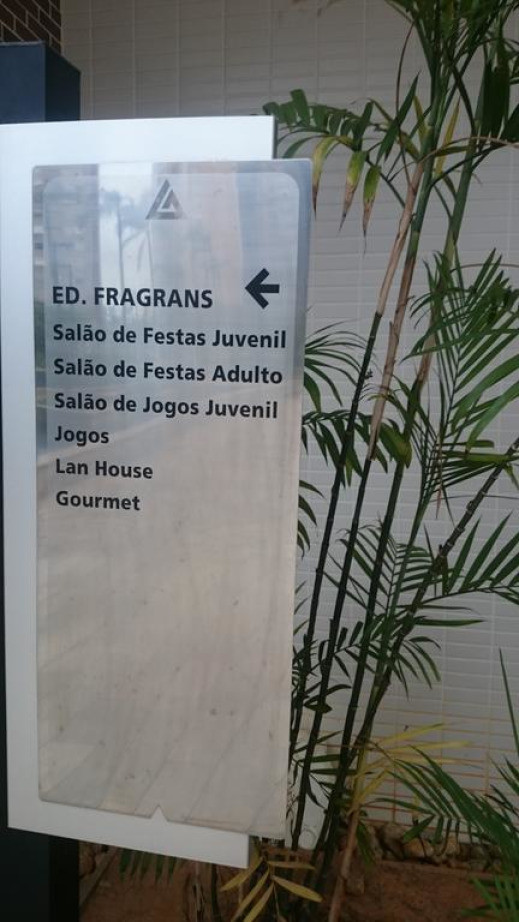 ED. FRAGRANS
Salão de Festas Juvenil
Salão de Festas Adulto
Salão de Jogos Juvenil
Jogos
Lan House
Gourmet